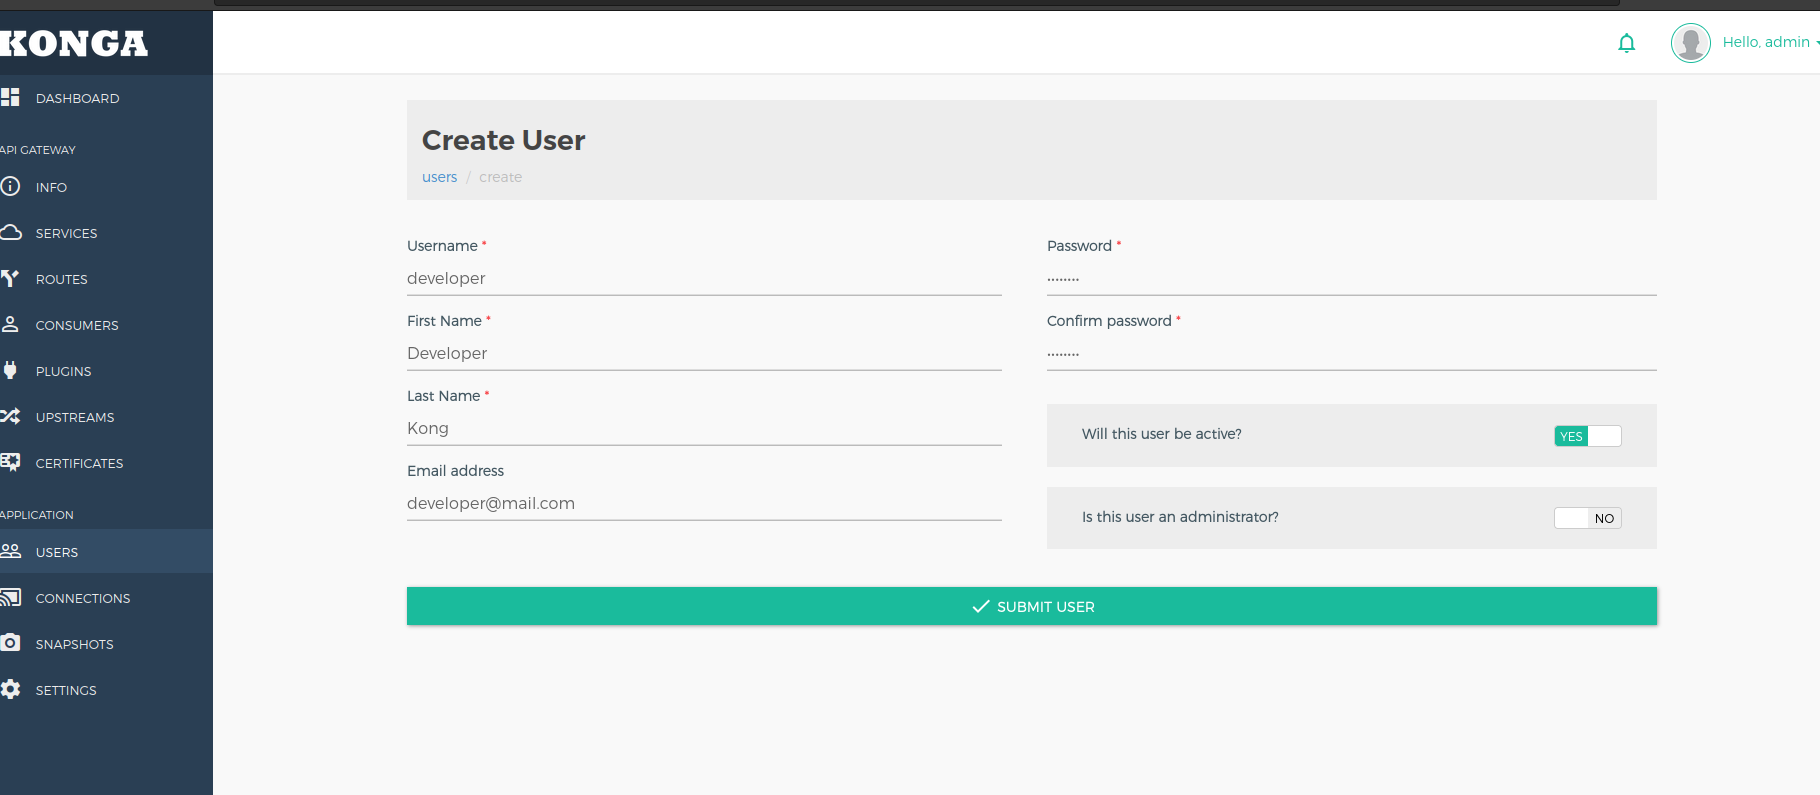 KONGA
Hello, admin
DASHBOARD
API GATEWAY
INFO
SERVICES
ROUTES
CONSUMERS
PLUGINS
UPSTREAMS
CERTIFICATES
APPLICATION
USERS
CONNECTIONS
SNAPSHOTS
SETTINGS
Create User
users / create
Username *
developer
First Name *
Developer
Last Name *
Kong
Email address
developer@mail.com
Password *
••••••••
Confirm password *
••••••••
Will this user be active?
YES
Is this user an administrator?
NO
SUBMIT USER